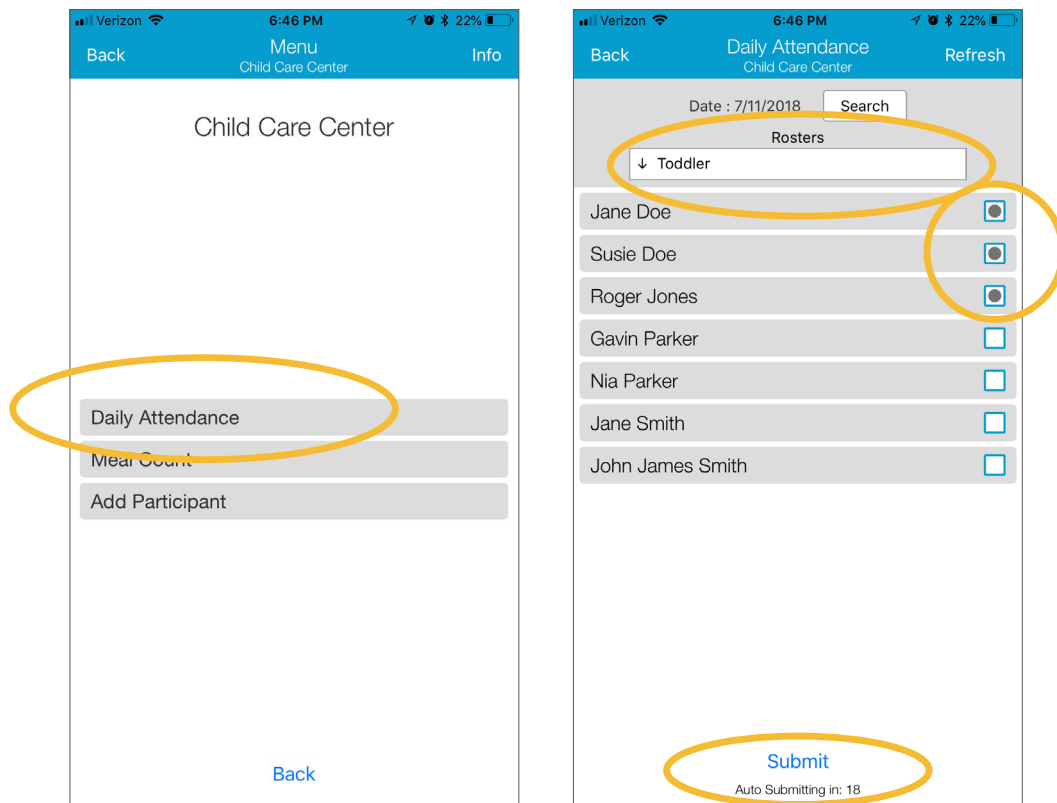 Verizon 6:46 PM 22%
Back Menu Info
Child Care Center
Child Care Center
Daily Attendance
Meal Count
Add Participant
Back
Verizon 6:46 PM 22%
Back Daily Attendance Refresh
Child Care Center
Date : 7/11/2018 Search
Rosters
↓ Toddler
Jane Doe
Susie Doe
Roger Jones
Gavin Parker
Nia Parker
Jane Smith
John James Smith
Submit
Auto Submitting in: 18